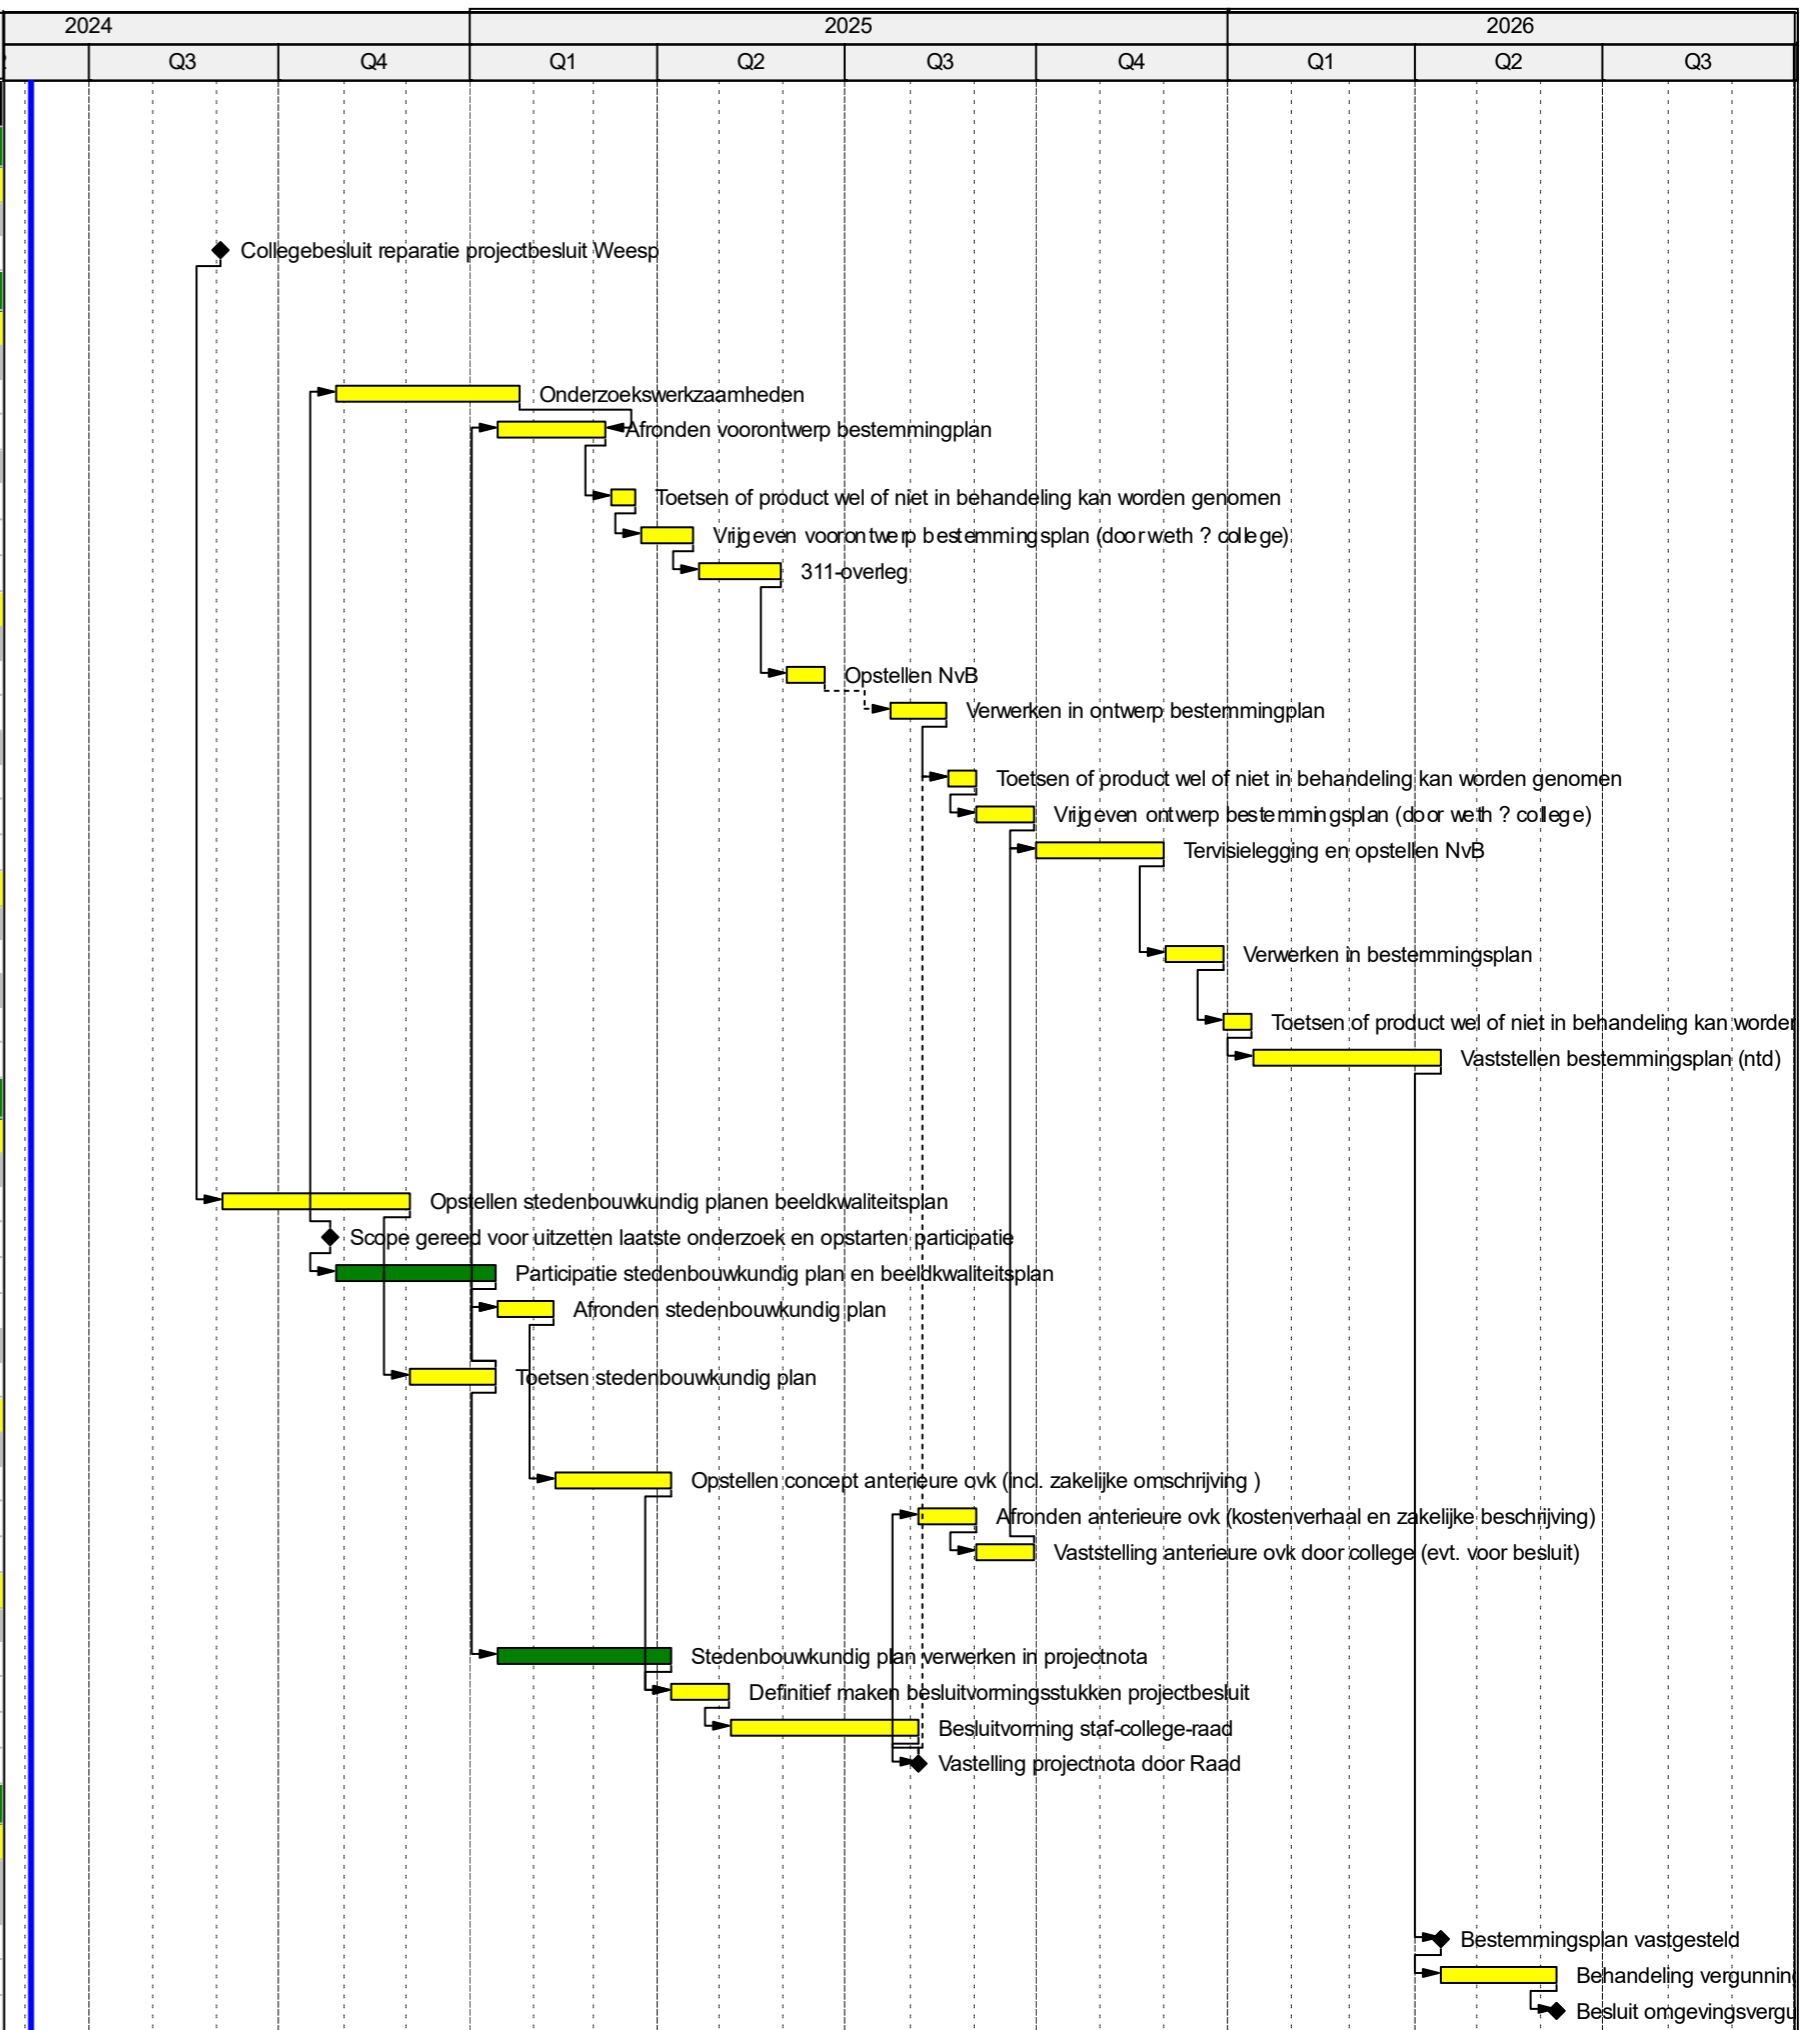 2024 2025 2026
Q3 Q4 Q1 Q2 Q3 Q4 Q1 Q2 Q3
Collegebesluit reparatie projectbesluit Weesp
Onderzoekswerkzaamheden
Afronden voorontwerp bestemmingplan
Toetsen of product wel of niet in behandeling kan worden genomen
Vrijgeven voorontwerp bestemmingsplan (door weth ? college)
311-overleg
Opstellen NvB
Verwerken in ontwerp bestemmingplan
Toetsen of product wel of niet in behandeling kan worden genomen
Vrijgeven ontwerp bestemmingsplan (door weth ? college)
Tervisielegging en opstellen NvB
Verwerken in bestemmingsplan
Toetsen of product wel of niet in behandeling kan worden
Vaststellen bestemmingsplan (ntd)
Opstellen stedenbouwkundig planen beeldkwaliteitsplan
Scope gereed voor uitzetten laatste onderzoek en opstarten participatie
Participatie stedenbouwkundig plan en beeldkwaliteitsplan
Afronden stedenbouwkundig plan
Toetsen stedenbouwkundig plan
Opstellen concept anterieure ovk (incl. zakelijke omschrijving )
Afronden anterieure ovk (kostenverhaal en zakelijke beschrijving)
Vaststelling anterieure ovk door college (evt. voor besluit)
Stedenbouwkundig plan verwerken in projectnota
Definitief maken besluitvormingsstukken projectbesluit
Besluitvorming staf-college-raad
Vastelling projectnota door Raad
Bestemmingsplan vastgesteld
Behandeling vergunnin
Besluit omgevingsvergu